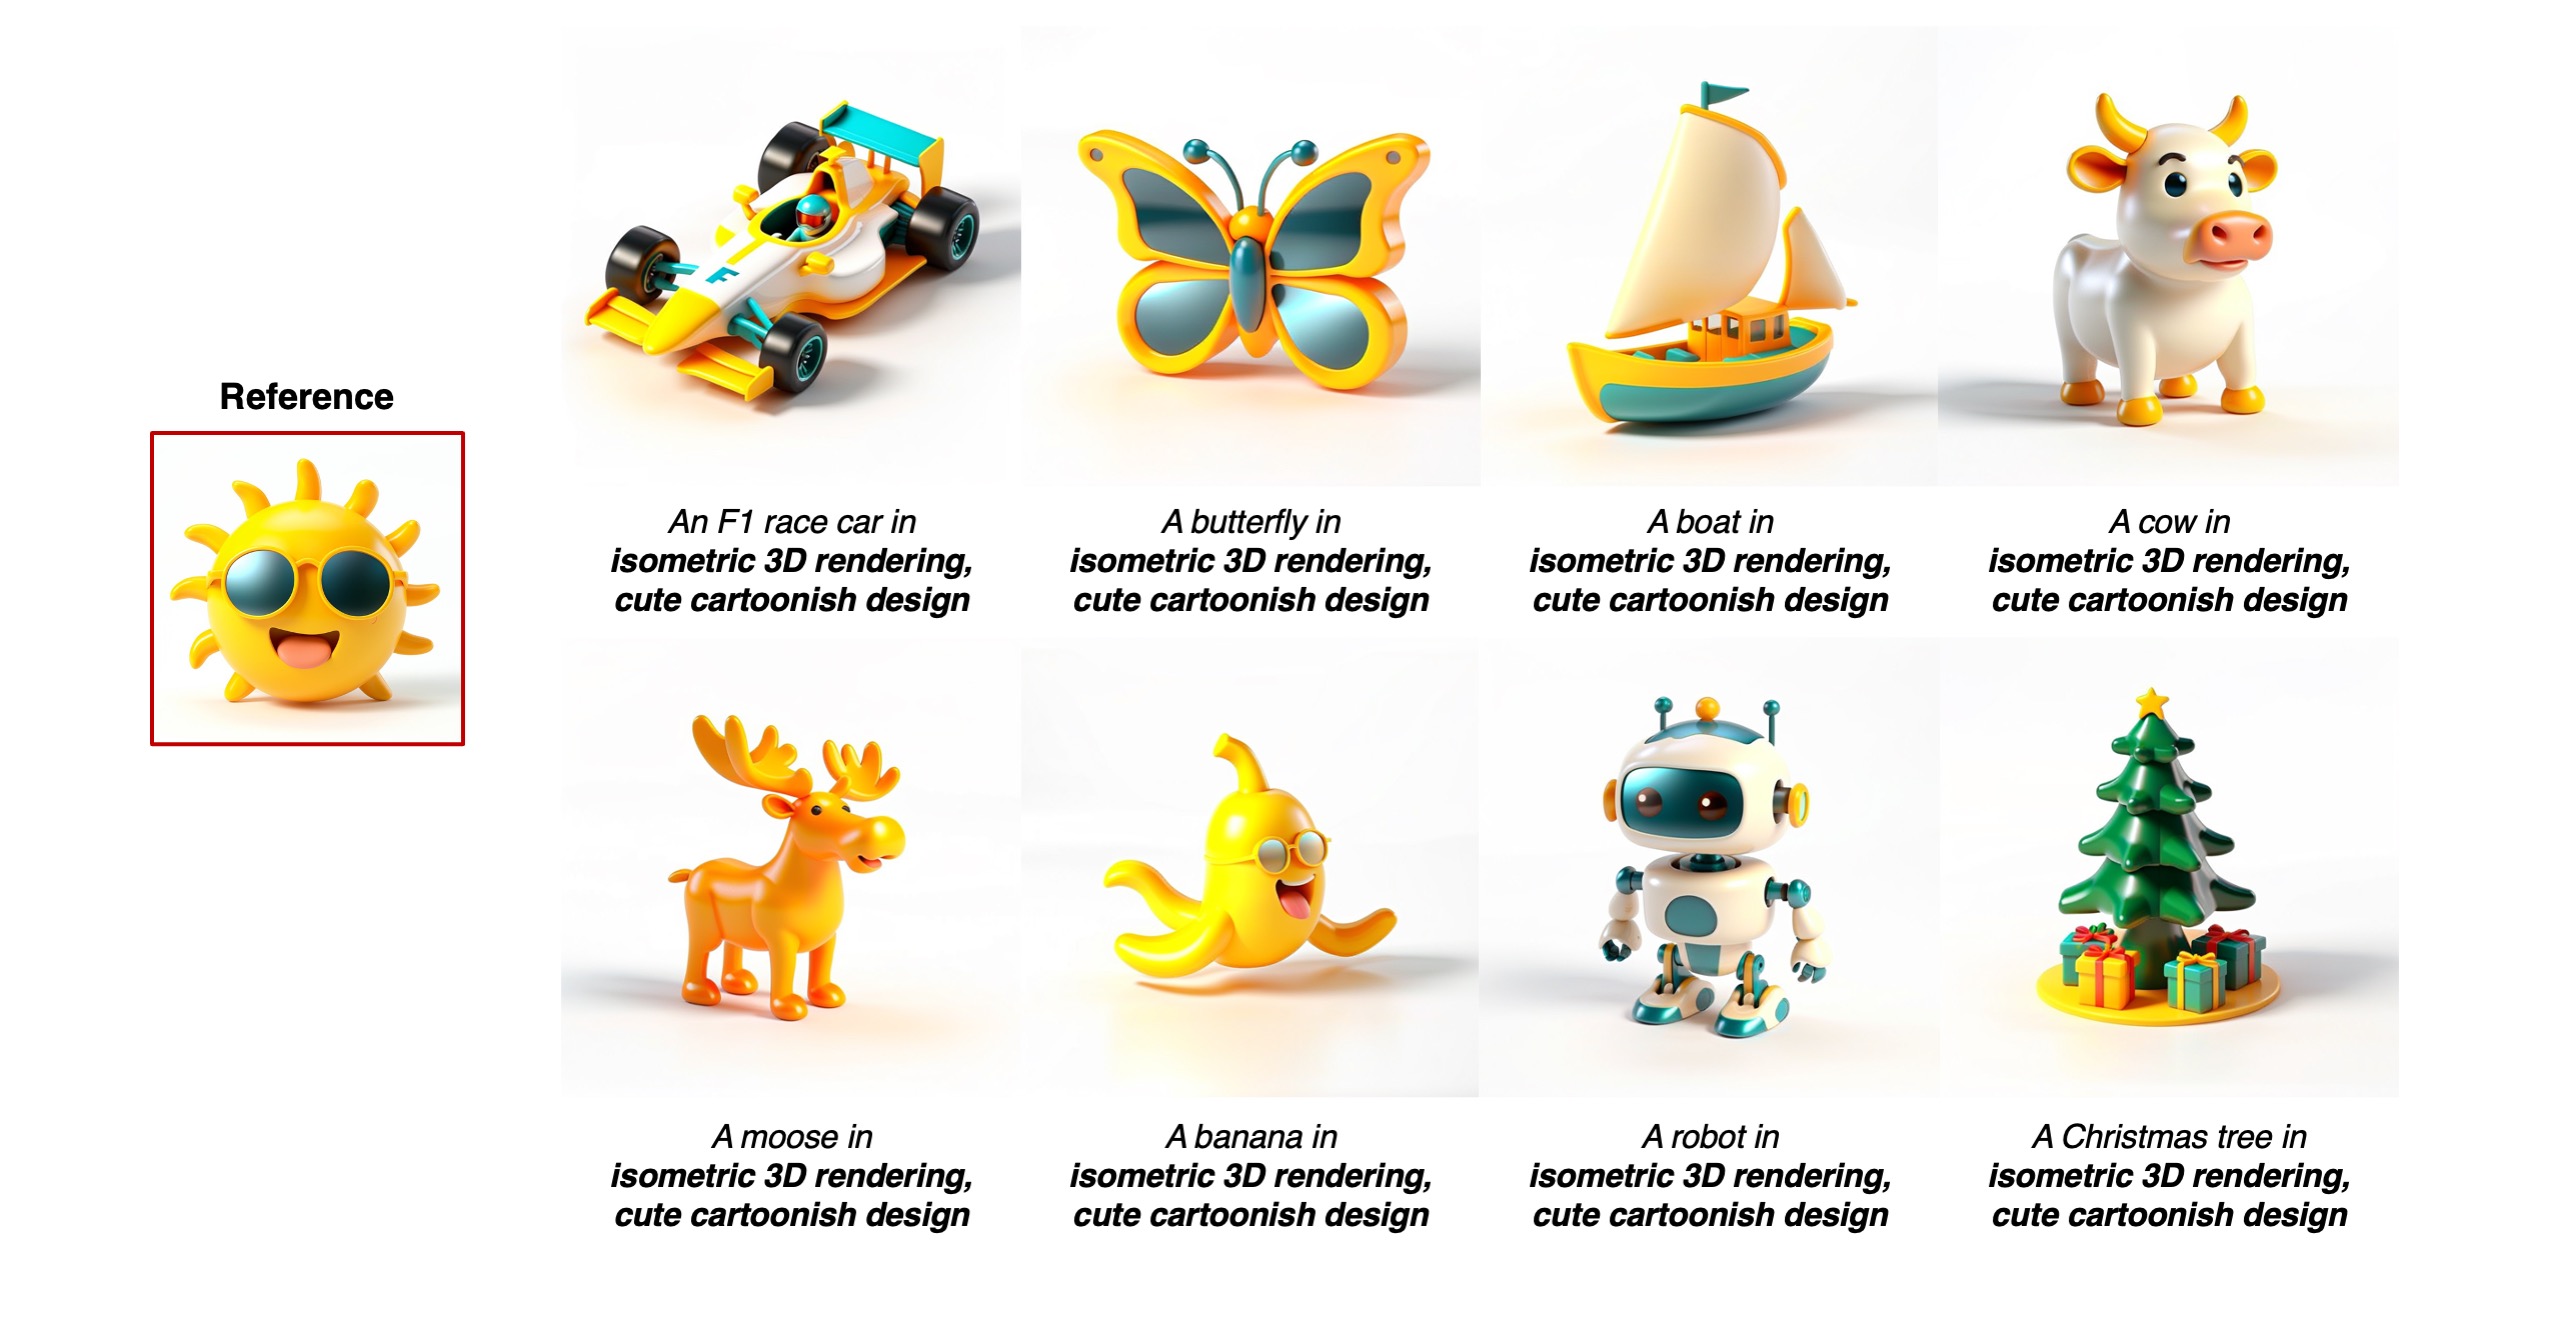 Reference
F
An F1 race car in
isometric 3D rendering,
cute cartoonish design
A butterfly in
isometric 3D rendering,
cute cartoonish design
A boat in
isometric 3D rendering,
cute cartoonish design
A cow in
isometric 3D rendering,
cute cartoonish design
A moose in
isometric 3D rendering,
cute cartoonish design
A banana in
isometric 3D rendering,
cute cartoonish design
A robot in
isometric 3D rendering,
cute cartoonish design
A Christmas tree in
isometric 3D rendering,
cute cartoonish design